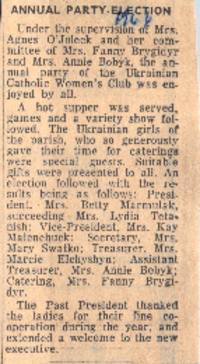 ANNUAL PARTY-ELECTION
Under the supervision of Mrs.
Agnes O'Juleck and her com-
mittee of Mrs. Fanny Brygidyr
and Mrs. Annie Bobyk, the an-
nual party of the Ukrainian
Catholic Women's Club was en-
joyed by all.
A hot supper was served,
games and a variety show fol-
lowed. The Ukrainian girls of
the parish, who so generously
gave their time for caterings
were special guests. Suitable
gifts were presented to all. An
election followed with the re-
sults being as follows: Presi-
dent, Mrs. Betty Marmulak,
succeeding Mrs. Lydia Teta-
nish; Vice-President, Mrs. Kay
Matenchuck; Secretary, Mrs.
Mary Swatko; Treasurer, Mrs.
Marcie Elchyshyn; Assistant
Treasurer, Mrs. Annie Bobyk;
Catering, Mrs. Fanny Brygi-
dyr.
The Past President thanked
the ladies for their fine co-
operation during the year, and
extended a welcome to the new
executive.